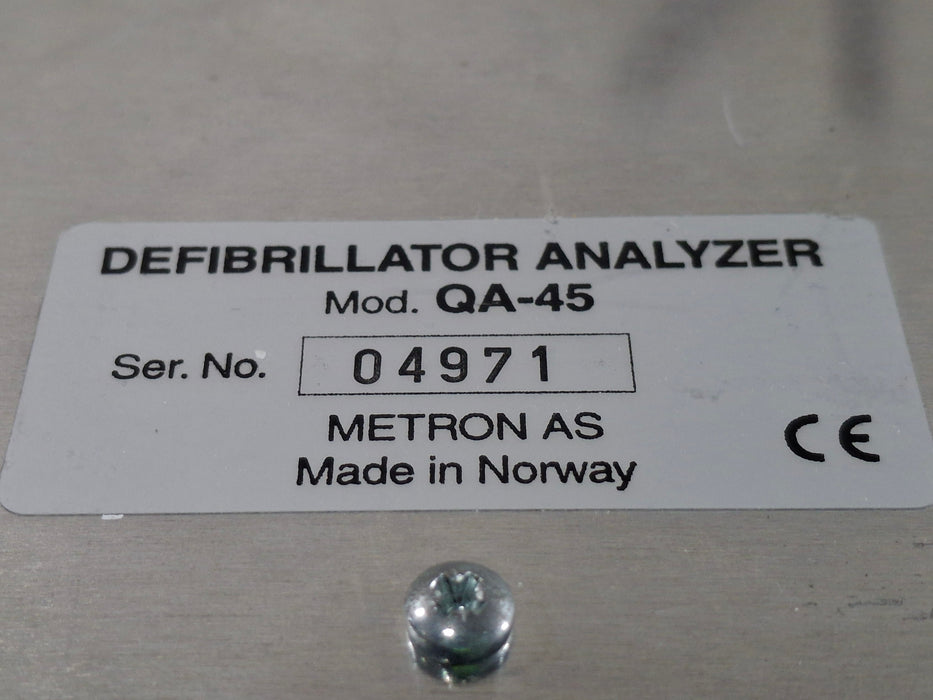 DEFIBRILLATOR ANALYZER
Mod. QA-45
Ser. No. 04971
METRON AS
Made in Norway
CE